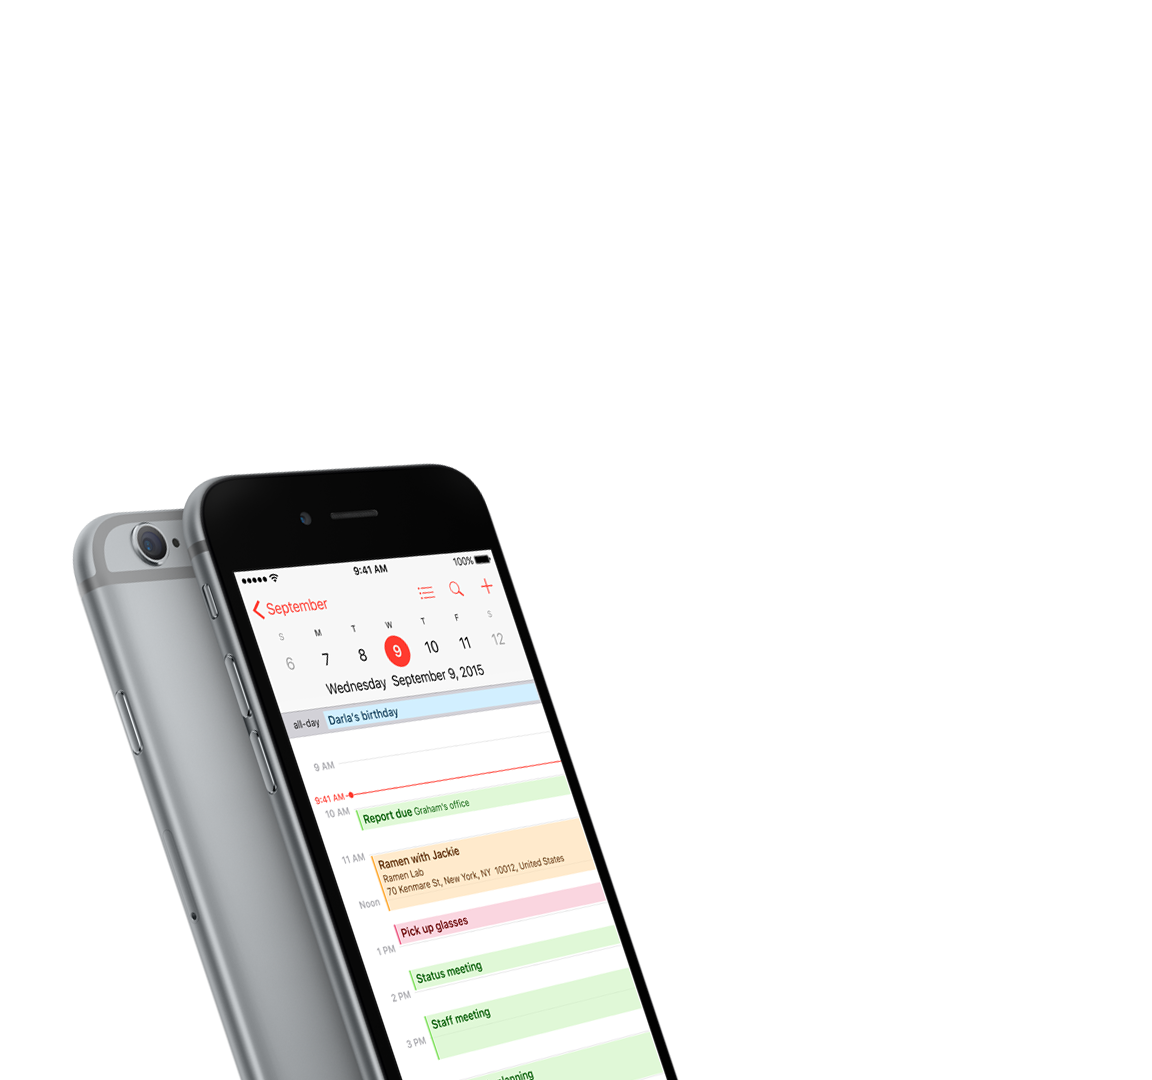 9:41 AM 100%
September
S M T W T F S
6 7 8 9 10 11 12
Wednesday September 9, 2015
all-day Darla's birthday
9 AM
9:41 AM
10 AM Report due Graham's office
11 AM Ramen with Jackie
Ramen Lab
70 Kenmare St, New York, NY 10012, United States
Noon
Pick up glasses
1 PM
Status meeting
2 PM
Staff meeting
3 PM